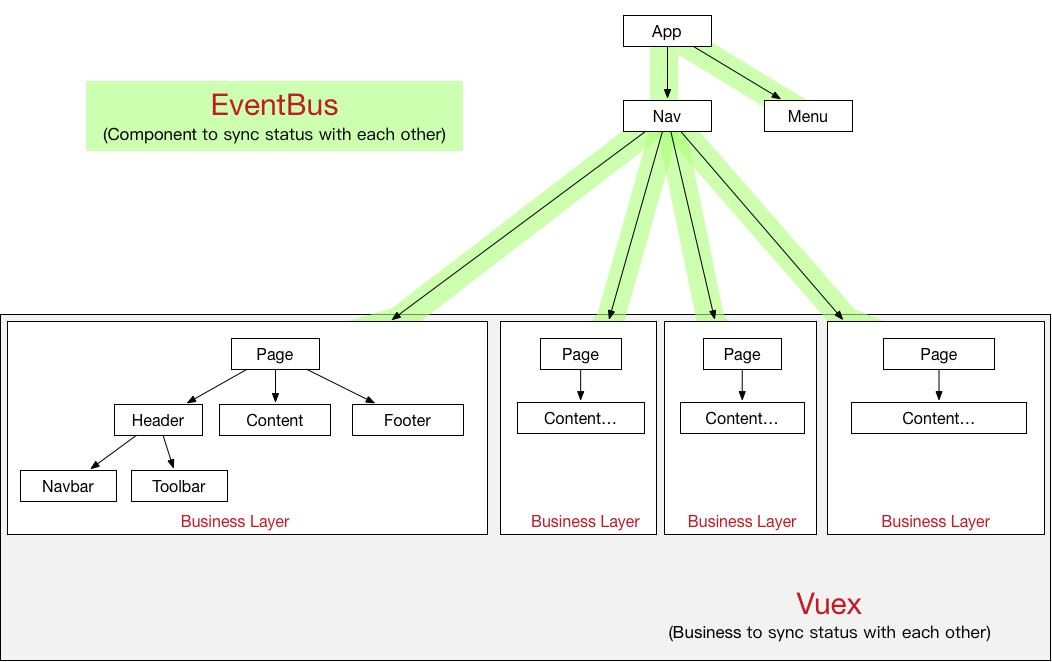 App
EventBus
(Component to sync status with each other)
Nav
Menu
Page
Header
Content
Footer
Navbar
Toolbar
Business Layer
Page
Content...
Business Layer
Page
Content...
Business Layer
Page
Content...
Business Layer
Vuex
(Business to sync status with each other)